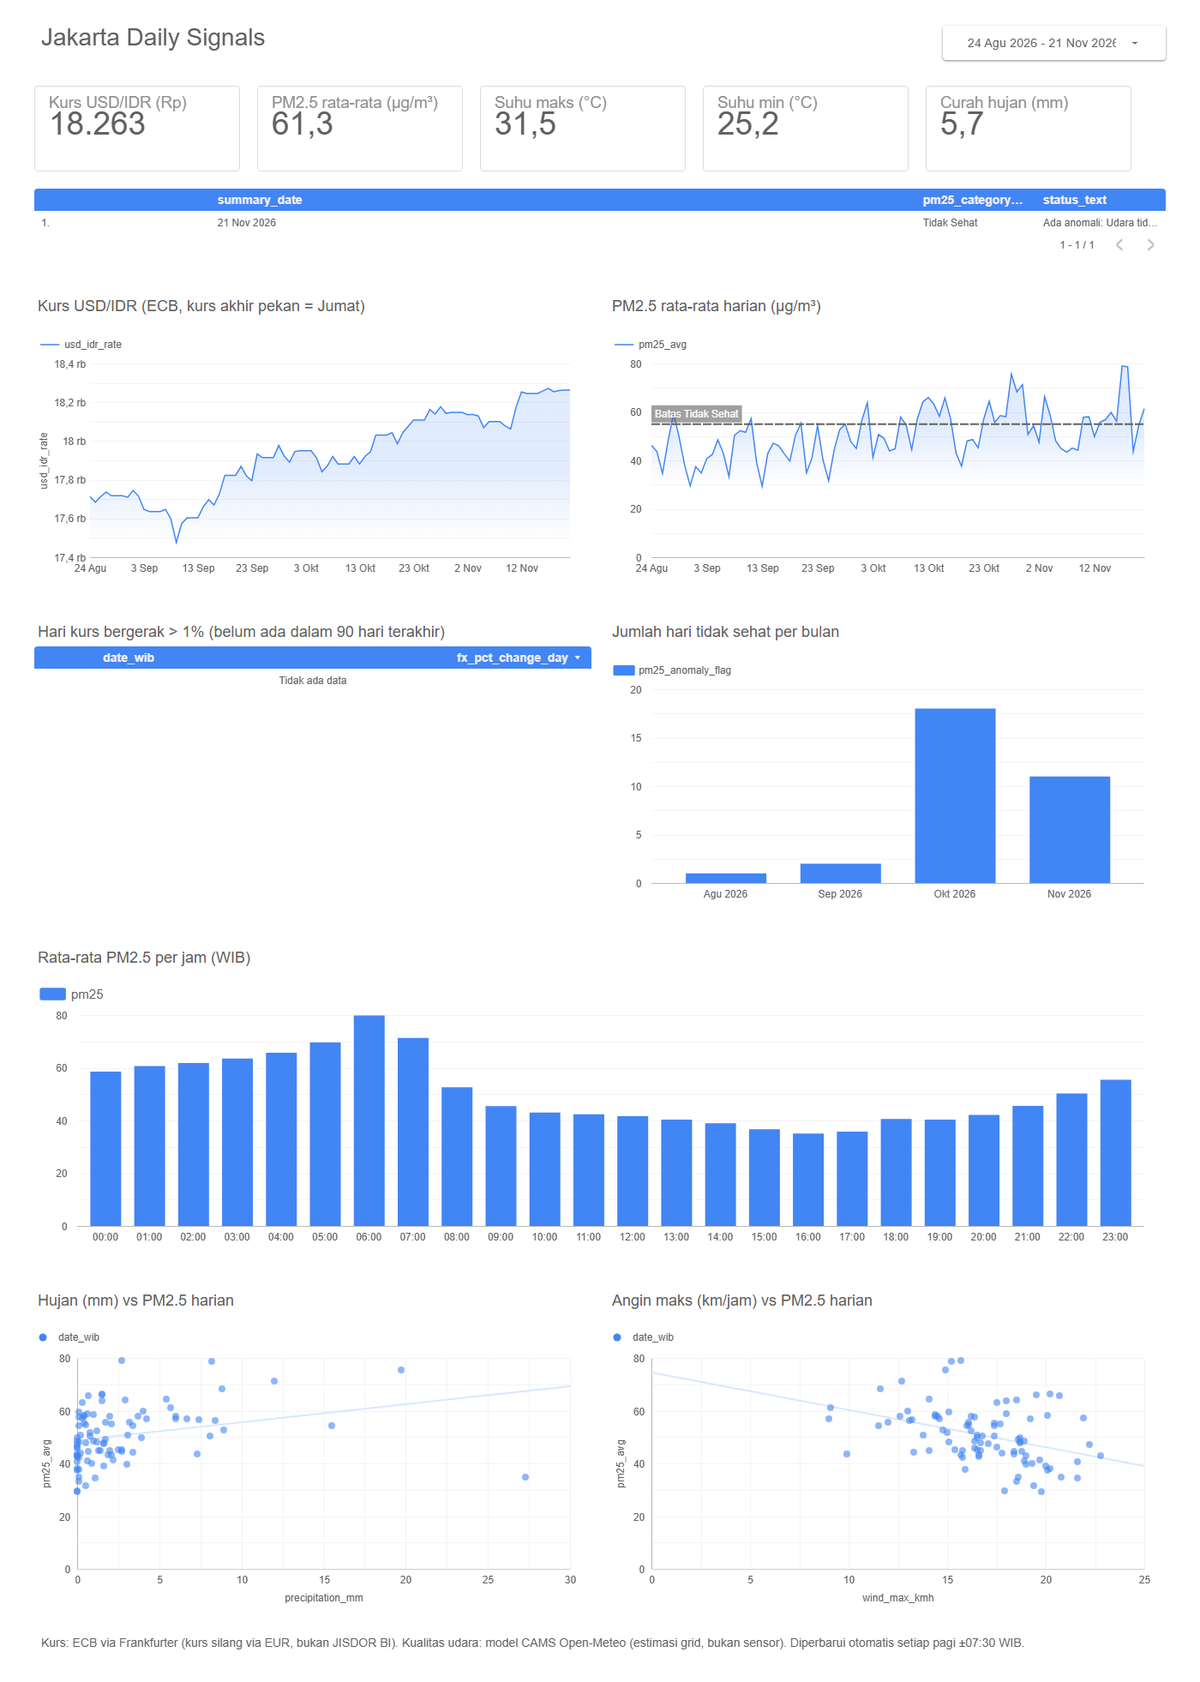 Jakarta Daily Signals
24 Agu 2026 - 21 Nov 2026
Kurs USD/IDR (Rp)
18.263
PM2.5 rata-rata (µg/m³)
61,3
Suhu maks (°C)
31,5
Suhu min (°C)
25,2
Curah hujan (mm)
5,7
summary_date pm25_category... status_text
1. 21 Nov 2026 Tidak Sehat Ada anomali: Udara tid...
1 - 1 / 1
Kurs USD/IDR (ECB, kurs akhir pekan = Jumat)
usd_idr_rate
18,4 rb
18,2 rb
18 rb
17,8 rb
17,6 rb
17,4 rb
usd_idr_rate
24 Agu 3 Sep 13 Sep 23 Sep 3 Okt 13 Okt 23 Okt 2 Nov 12 Nov
PM2.5 rata-rata harian (µg/m³)
pm25_avg
80
60
40
20
0
Batas Tidak Sehat
24 Agu 3 Sep 13 Sep 23 Sep 3 Okt 13 Okt 23 Okt 2 Nov 12 Nov
Hari kurs bergerak > 1% (belum ada dalam 90 hari terakhir)
date_wib fx_pct_change_day
Tidak ada data
Jumlah hari tidak sehat per bulan
pm25_anomaly_flag
20
15
10
5
0
Agu 2026 Sep 2026 Okt 2026 Nov 2026
Rata-rata PM2.5 per jam (WIB)
pm25
80
60
40
20
0
00:00 01:00 02:00 03:00 04:00 05:00 06:00 07:00 08:00 09:00 10:00 11:00 12:00 13:00 14:00 15:00 16:00 17:00 18:00 19:00 20:00 21:00 22:00 23:00
Hujan (mm) vs PM2.5 harian
date_wib
80
60
40
20
0
pm25_avg
0 5 10 15 20 25 30
precipitation_mm
Angin maks (km/jam) vs PM2.5 harian
date_wib
80
60
40
20
0
pm25_avg
0 5 10 15 20 25
wind_max_kmh
Kurs: ECB via Frankfurter (kurs silang via EUR, bukan JISDOR BI). Kualitas udara: model CAMS Open-Meteo (estimasi grid, bukan sensor). Diperbarui otomatis setiap pagi ±07:30 WIB.